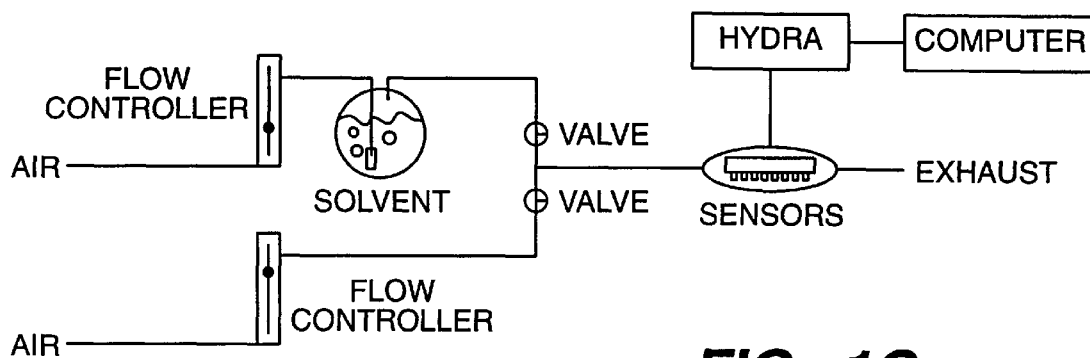 HYDRA
COMPUTER
FLOW
CONTROLLER
AIR
SOLVENT
VALVE
VALVE
SENSORS
EXHAUST
FLOW
CONTROLLER
AIR